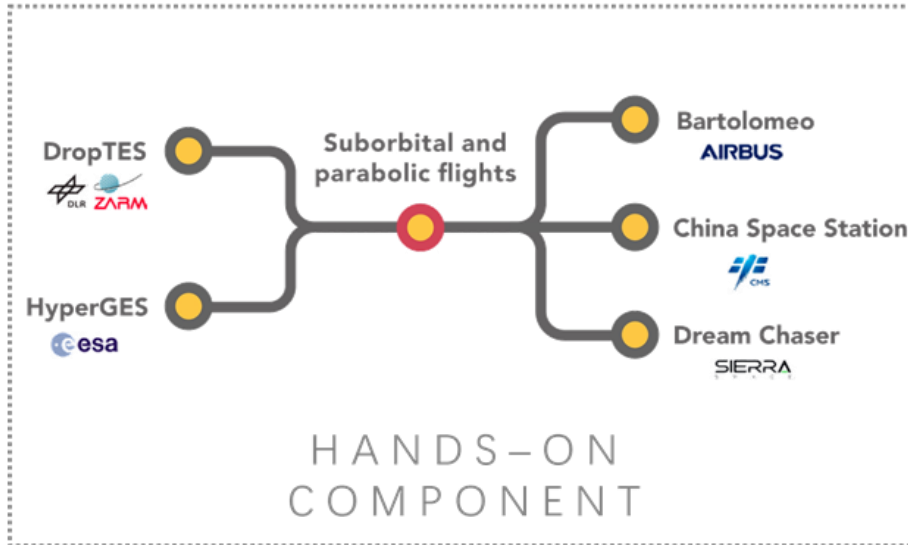 DropTES
DLR ZARM
HyperGES
esa
Suborbital and
parabolic flights
Bartolomeo
AIRBUS
China Space Station
CMS
Dream Chaser
SIERRA
SPACE
HANDS–ON
COMPONENT